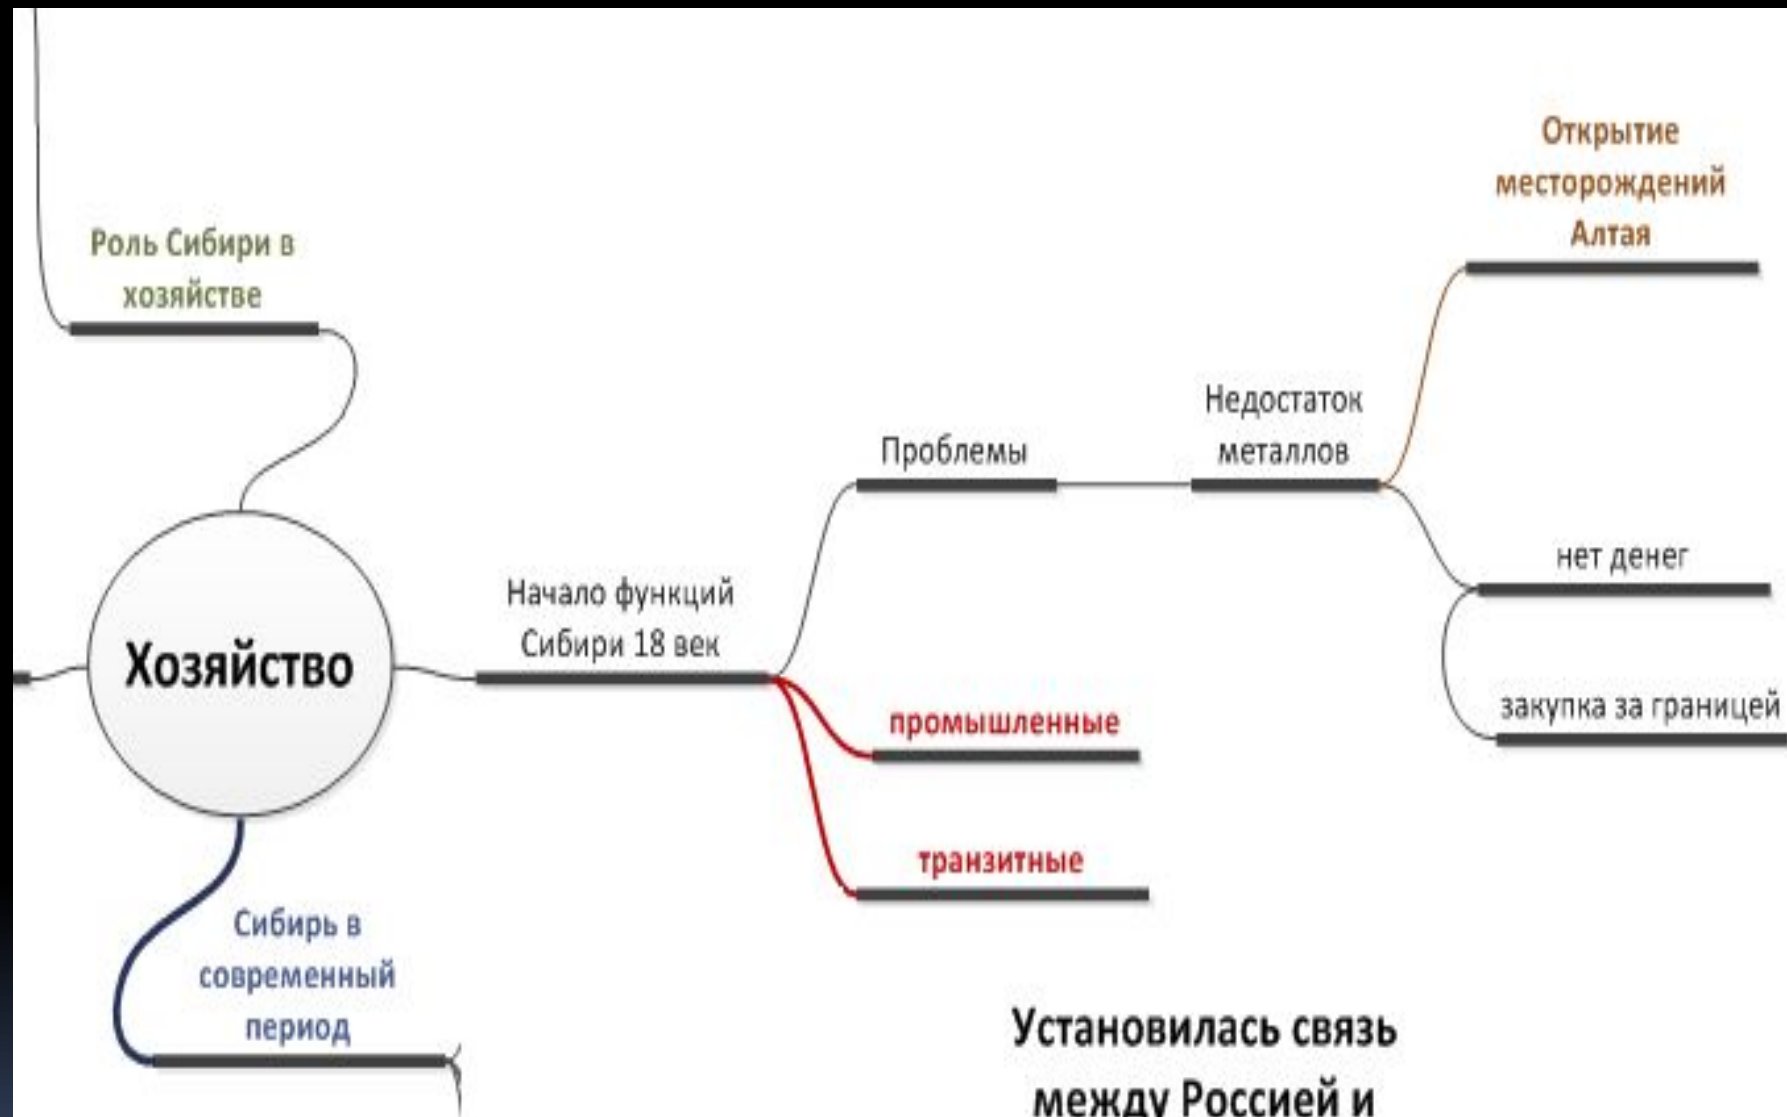 Роль Сибири в
хозяйстве
Хозяйство
Сибирь в
современный
период
Начало функций
Сибири 18 век
Проблемы
Недостаток
металлов
Открытие
месторождений
Алтая
нет денег
закупка за границей
промышленные
транзитные
Установилась связь
между Россией и